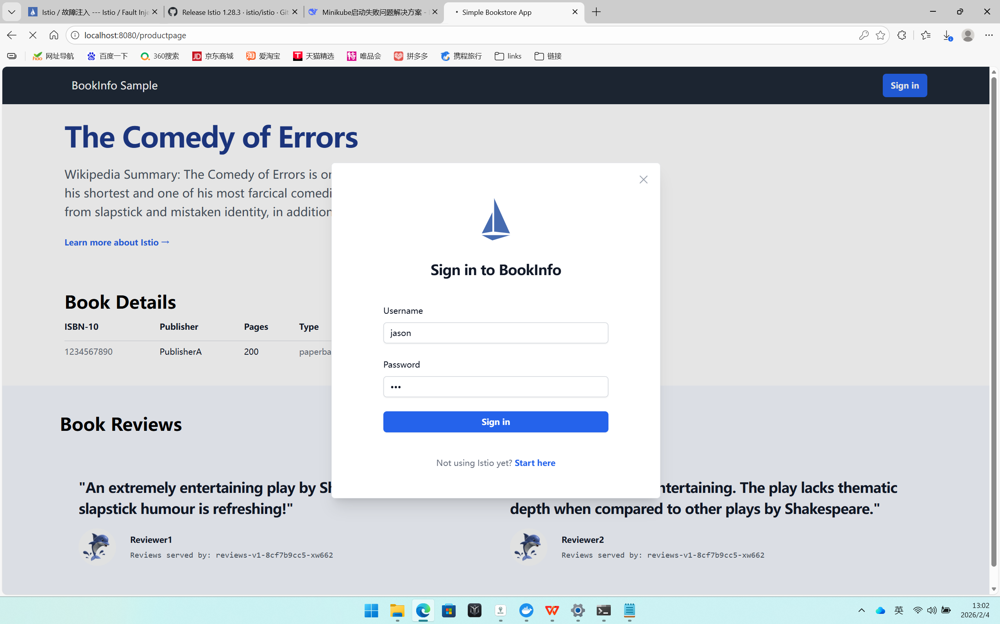 Istio / 故障注入 --- Istio / Fault Inje
Release Istio 1.28.3 · istio/istio · Git
Minikube启动失败问题解决方案 -
Simple Bookstore App
localhost:8080/productpage
hao 网址导航
百度一下
360搜索
JD 京东商城
淘 爱淘宝
T 天猫精选
特 唯品会
拼多多
携程旅行
links
链接
BookInfo Sample
Sign in
The Comedy of Errors
Wikipedia Summary: The Comedy of Errors is
his shortest and one of his most farcical comedi
from slapstick and mistaken identity, in addition
Learn more about Istio →
Book Details
ISBN-10 Publisher Pages Type
1234567890 PublisherA 200 paperba
Sign in to BookInfo
Username
jason
Password
•••
Sign in
Not using Istio yet? Start here
Book Reviews
"An extremely entertaining play by Sh
slapstick humour is refreshing!"
Reviewer1
Reviews served by: reviews-v1-8cf7b9cc5-xw662
ntertaining. The play lacks thematic
depth when compared to other plays by Shakespeare."
Reviewer2
Reviews served by: reviews-v1-8cf7b9cc5-xw662
英
13:02
2026/2/4